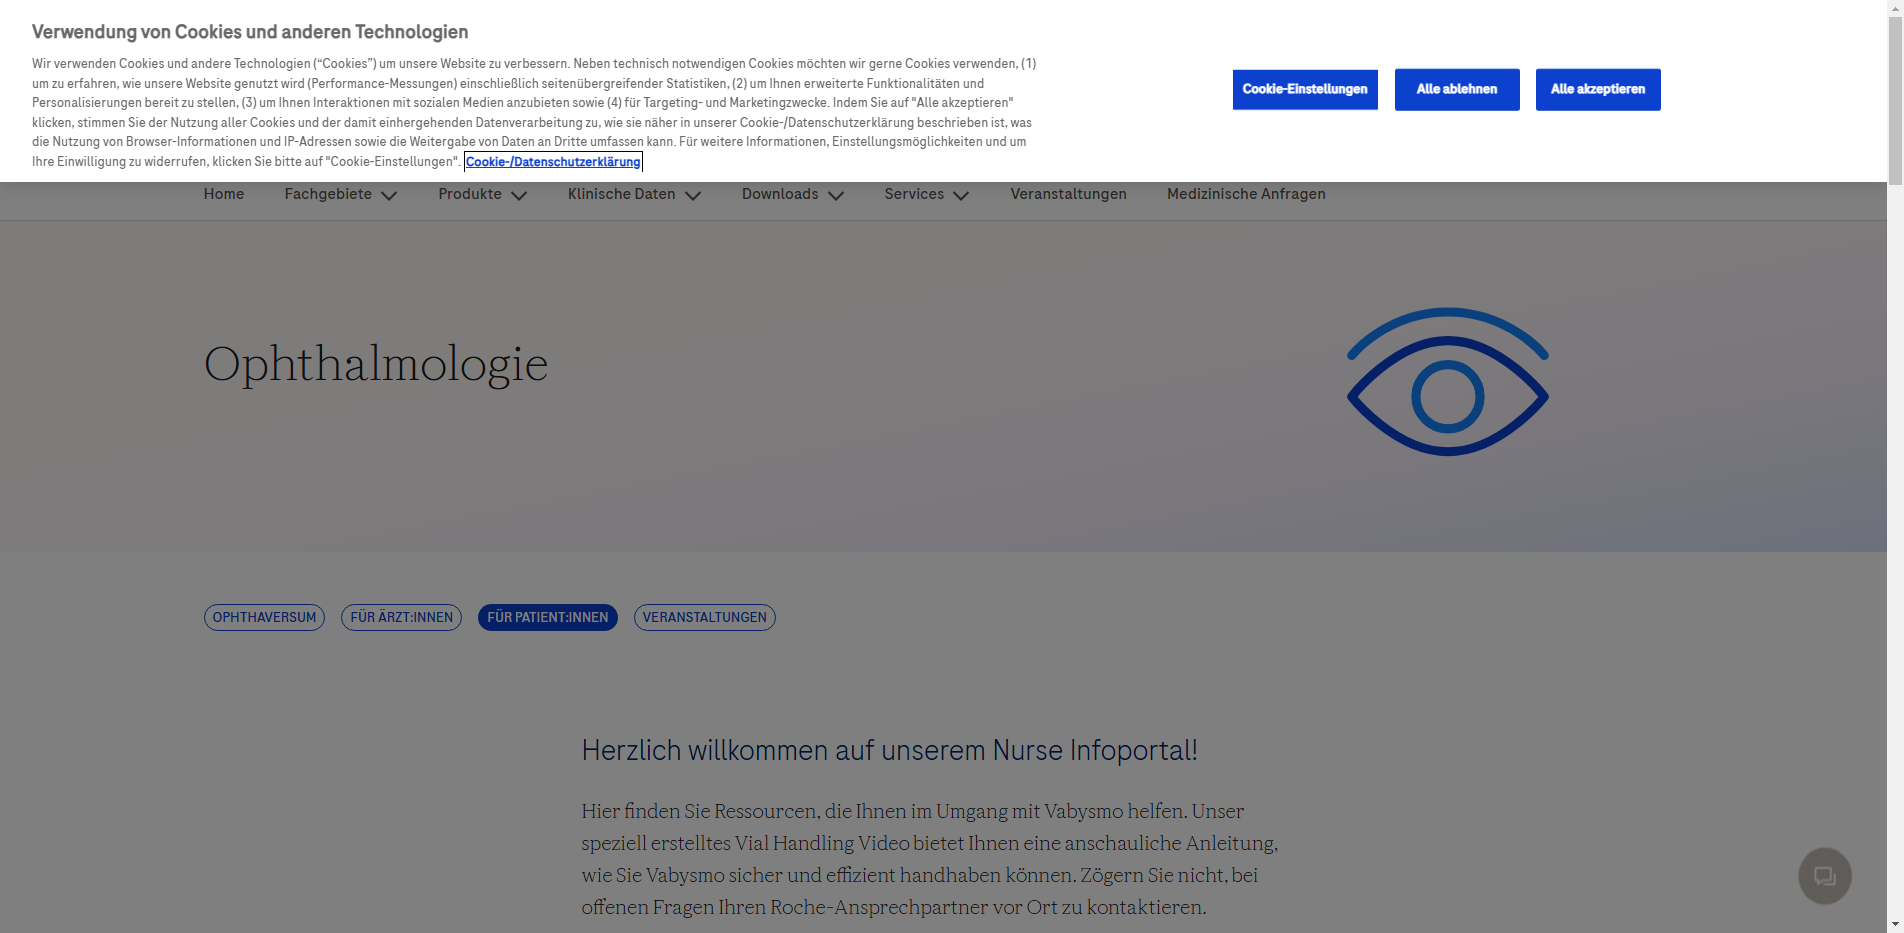 Verwendung von Cookies und anderen Technologien
Wir verwenden Cookies und andere Technologien (“Cookies”) um unsere Website zu verbessern. Neben technisch notwendigen Cookies möchten wir gerne Cookies verwenden, (1)
um zu erfahren, wie unsere Website genutzt wird (Performance-Messungen) einschließlich seitenübergreifender Statistiken, (2) um Ihnen erweiterte Funktionalitäten und
Personalisierungen bereit zu stellen, (3) um Ihnen Interaktionen mit sozialen Medien anzubieten sowie (4) für Targeting- und Marketingzwecke. Indem Sie auf "Alle akzeptieren"
klicken, stimmen Sie der Nutzung aller Cookies und der damit einhergehenden Datenverarbeitung zu, wie sie näher in unserer Cookie-/Datenschutzerklärung beschrieben ist, was
die Nutzung von Browser-Informationen und IP-Adressen sowie die Weitergabe von Daten an Dritte umfassen kann. Für weitere Informationen, Einstellungsmöglichkeiten und um
Ihre Einwilligung zu widerrufen, klicken Sie bitte auf "Cookie-Einstellungen". Cookie-/Datenschutzerklärung
Cookie-Einstellungen Alle ablehnen Alle akzeptieren
Home Fachgebiete Produkte Klinische Daten Downloads Services Veranstaltungen Medizinische Anfragen
Ophthalmologie
OPHTHAVERSUM FÜR ÄRZT:INNEN FÜR PATIENT:INNEN VERANSTALTUNGEN
Herzlich willkommen auf unserem Nurse Infoportal!
Hier finden Sie Ressourcen, die Ihnen im Umgang mit Vabysmo helfen. Unser
speziell erstelltes Vial Handling Video bietet Ihnen eine anschauliche Anleitung,
wie Sie Vabysmo sicher und effizient handhaben können. Zögern Sie nicht, bei
offenen Fragen Ihren Roche-Ansprechpartner vor Ort zu kontaktieren.